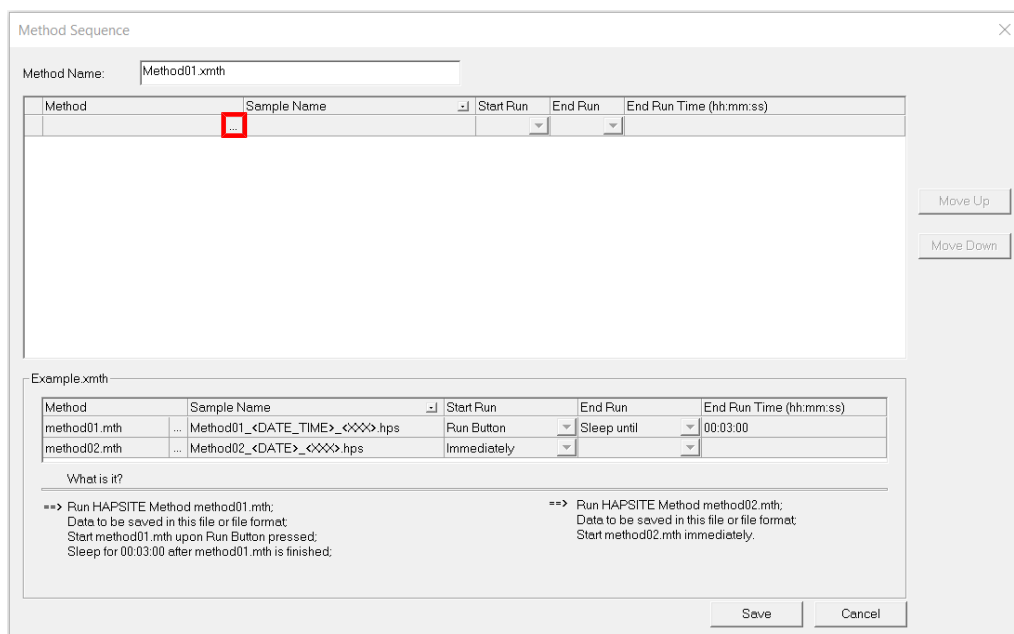 Method Sequence
Method Name: Method01.xmth
Method Sample Name Start Run End Run End Run Time (hh:mm:ss)
...
Move Up
Move Down
Example.xmth
Method Sample Name Start Run End Run End Run Time (hh:mm:ss)
method01.mth ... Method01_<DATE_TIME>_<XXX>.hps Run Button Sleep until 00:03:00
method02.mth ... Method02_<DATE>_<XXX>.hps Immediately
What is it?
==> Run HAPSITE Method method01.mth;
Data to be saved in this file or file format;
Start method01.mth upon Run Button pressed;
Sleep for 00:03:00 after method01.mth is finished;
==> Run HAPSITE Method method02.mth;
Data to be saved in this file or file format;
Start method02.mth immediately.
Save Cancel